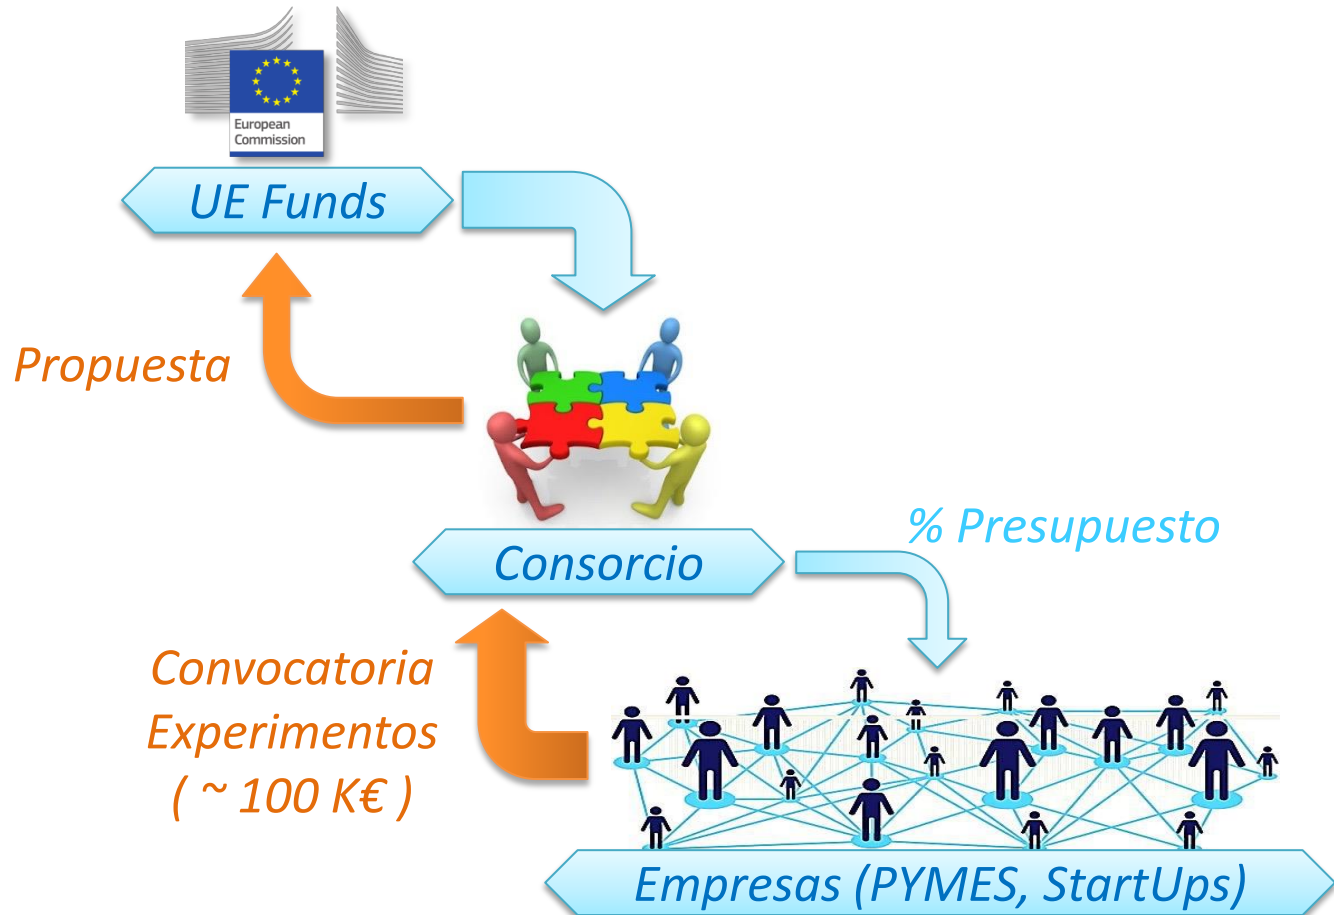 European
Commission
UE Funds
Propuesta
% Presupuesto
Consorcio
Convocatoria
Experimentos
( ~ 100 K€ )
Empresas (PYMES, StartUps)